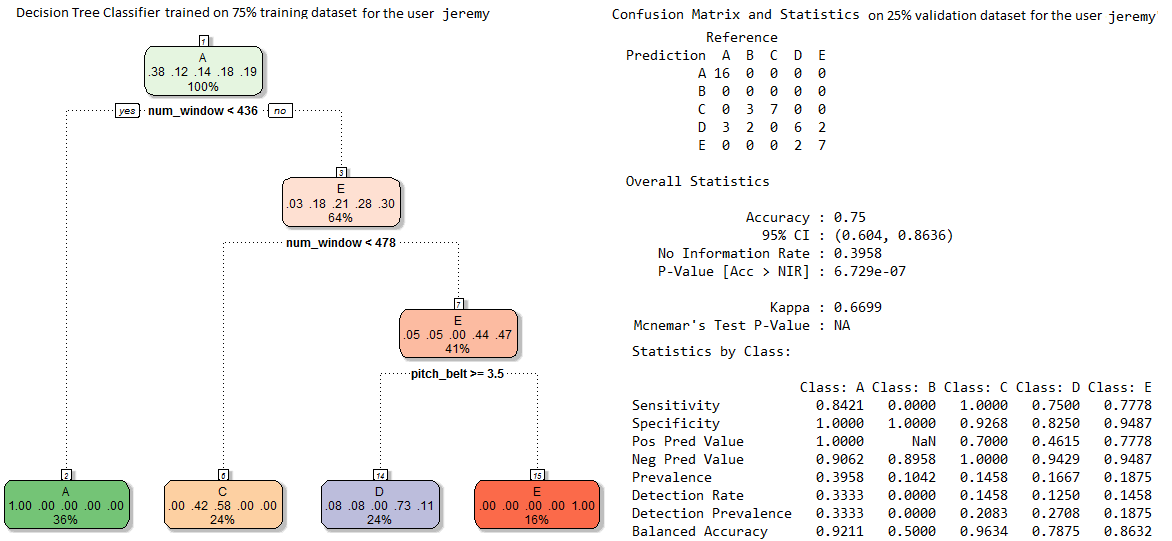 Decision Tree Classifier trained on 75% training dataset for the user jeremy
1
A
.38 .12 .14 .18 .19
100%
yes num_window < 436 no
3
E
.03 .18 .21 .28 .30
64%
num_window < 478
7
E
.05 .05 .00 .44 .47
41%
pitch_belt >= 3.5
2
A
1.00 .00 .00 .00 .00
36%
6
C
.00 .42 .58 .00 .00
24%
14
D
.08 .08 .00 .73 .11
24%
15
E
.00 .00 .00 .00 1.00
16%
Confusion Matrix and Statistics on 25% validation dataset for the user jeremy
Reference
Prediction A B C D E
A 16 0 0 0 0
B 0 0 0 0 0
C 0 3 7 0 0
D 3 2 0 6 2
E 0 0 0 2 7
Overall Statistics
Accuracy : 0.75
95% CI : (0.604, 0.8636)
No Information Rate : 0.3958
P-Value [Acc > NIR] : 6.729e-07
Kappa : 0.6699
Mcnemar's Test P-Value : NA
Statistics by Class:
Class: A Class: B Class: C Class: D Class: E
Sensitivity 0.8421 0.0000 1.0000 0.7500 0.7778
Specificity 1.0000 1.0000 0.9268 0.8250 0.9487
Pos Pred Value 1.0000 NaN 0.7000 0.4615 0.7778
Neg Pred Value 0.9062 0.8958 1.0000 0.9429 0.9487
Prevalence 0.3958 0.1042 0.1458 0.1667 0.1875
Detection Rate 0.3333 0.0000 0.1458 0.1250 0.1458
Detection Prevalence 0.3333 0.0000 0.2083 0.2708 0.1875
Balanced Accuracy 0.9211 0.5000 0.9634 0.7875 0.8632